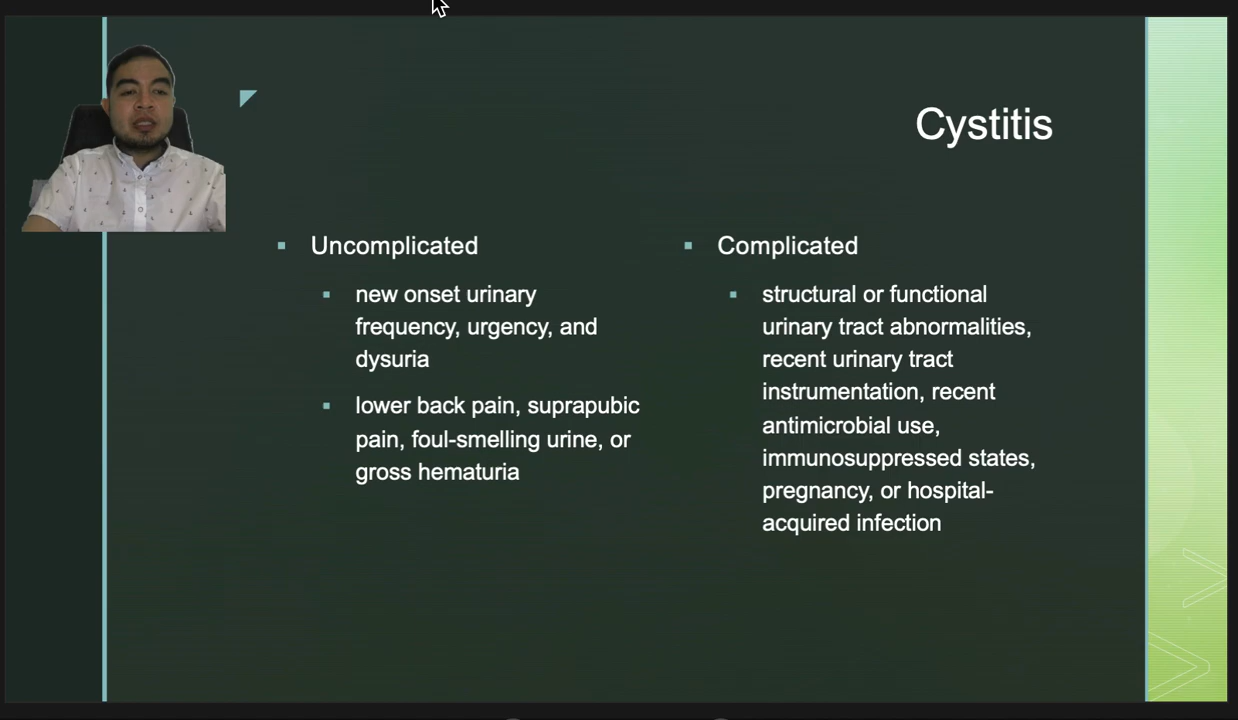 Cystitis
Uncomplicated
new onset urinary
frequency, urgency, and
dysuria
lower back pain, suprapubic
pain, foul-smelling urine, or
gross hematuria
Complicated
structural or functional
urinary tract abnormalities,
recent urinary tract
instrumentation, recent
antimicrobial use,
immunosuppressed states,
pregnancy, or hospital-
acquired infection